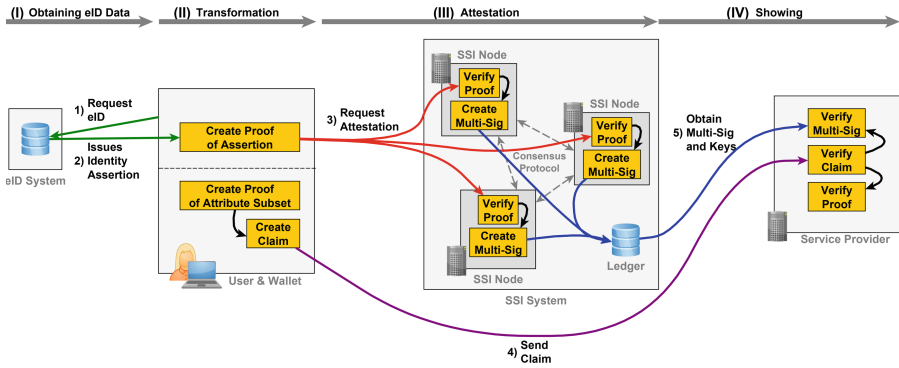 (I) Obtaining eID Data
(II) Transformation
(III) Attestation
(IV) Showing
1) Request
eID
Issues
2) Identity
Assertion
eID System
Create Proof
of Assertion
Create Proof
of Attribute Subset
Create
Claim
User & Wallet
3) Request
Attestation
SSI Node
Verify
Proof
Create
Multi-Sig
SSI Node
Verify
Proof
Create
Multi-Sig
Consensus
Protocol
Verify
Proof
Create
Multi-Sig
SSI Node
Ledger
SSI System
Obtain
5) Multi-Sig
and Keys
Verify
Multi-Sig
Verify
Claim
Verify
Proof
Service Provider
4) Send
Claim